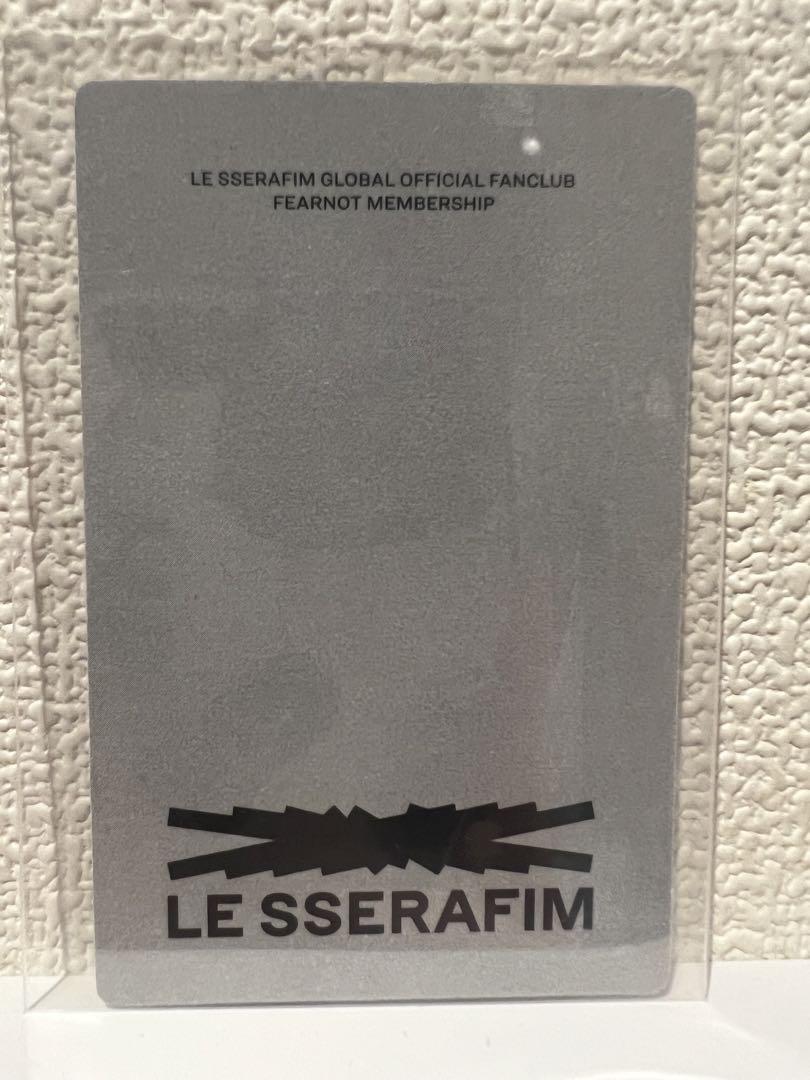 LE SSERAFIM GLOBAL OFFICIAL FANCLUB
FEARNOT MEMBERSHIP
LE SSERAFIM